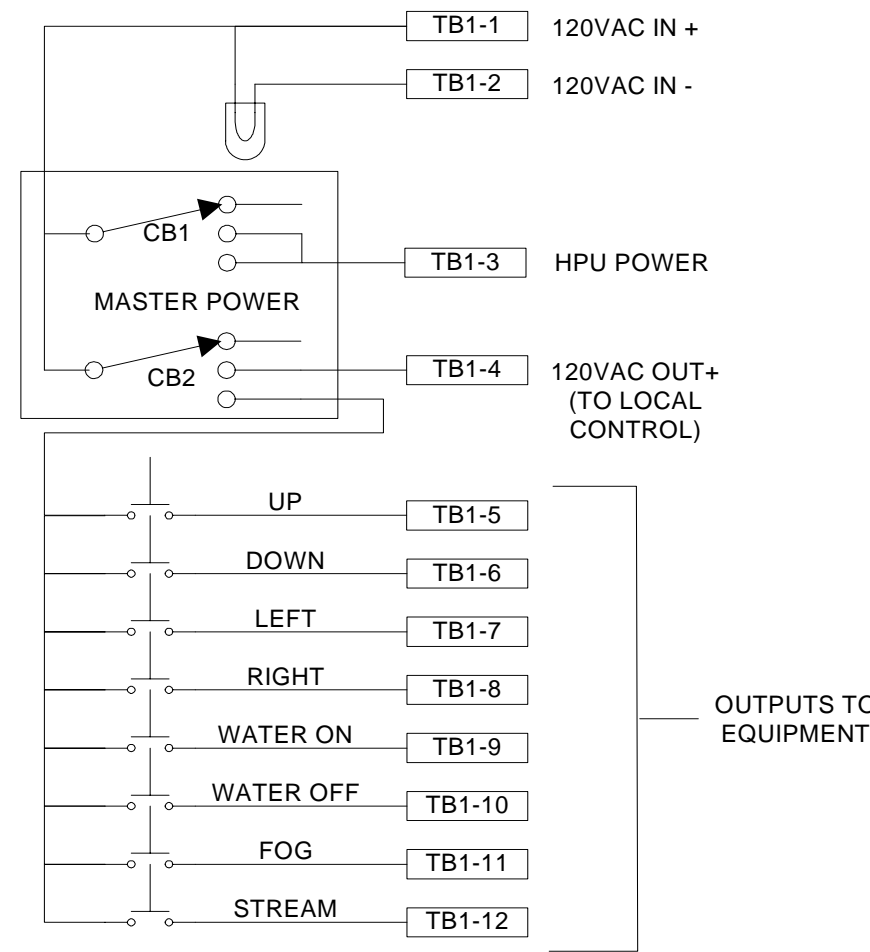 TB1-1 120VAC IN +
TB1-2 120VAC IN -
CB1
TB1-3 HPU POWER
MASTER POWER
CB2
TB1-4 120VAC OUT+
(TO LOCAL
CONTROL)
UP TB1-5
DOWN TB1-6
LEFT TB1-7
RIGHT TB1-8
WATER ON TB1-9
WATER OFF TB1-10
FOG TB1-11
STREAM TB1-12
OUTPUTS TO
EQUIPMENT